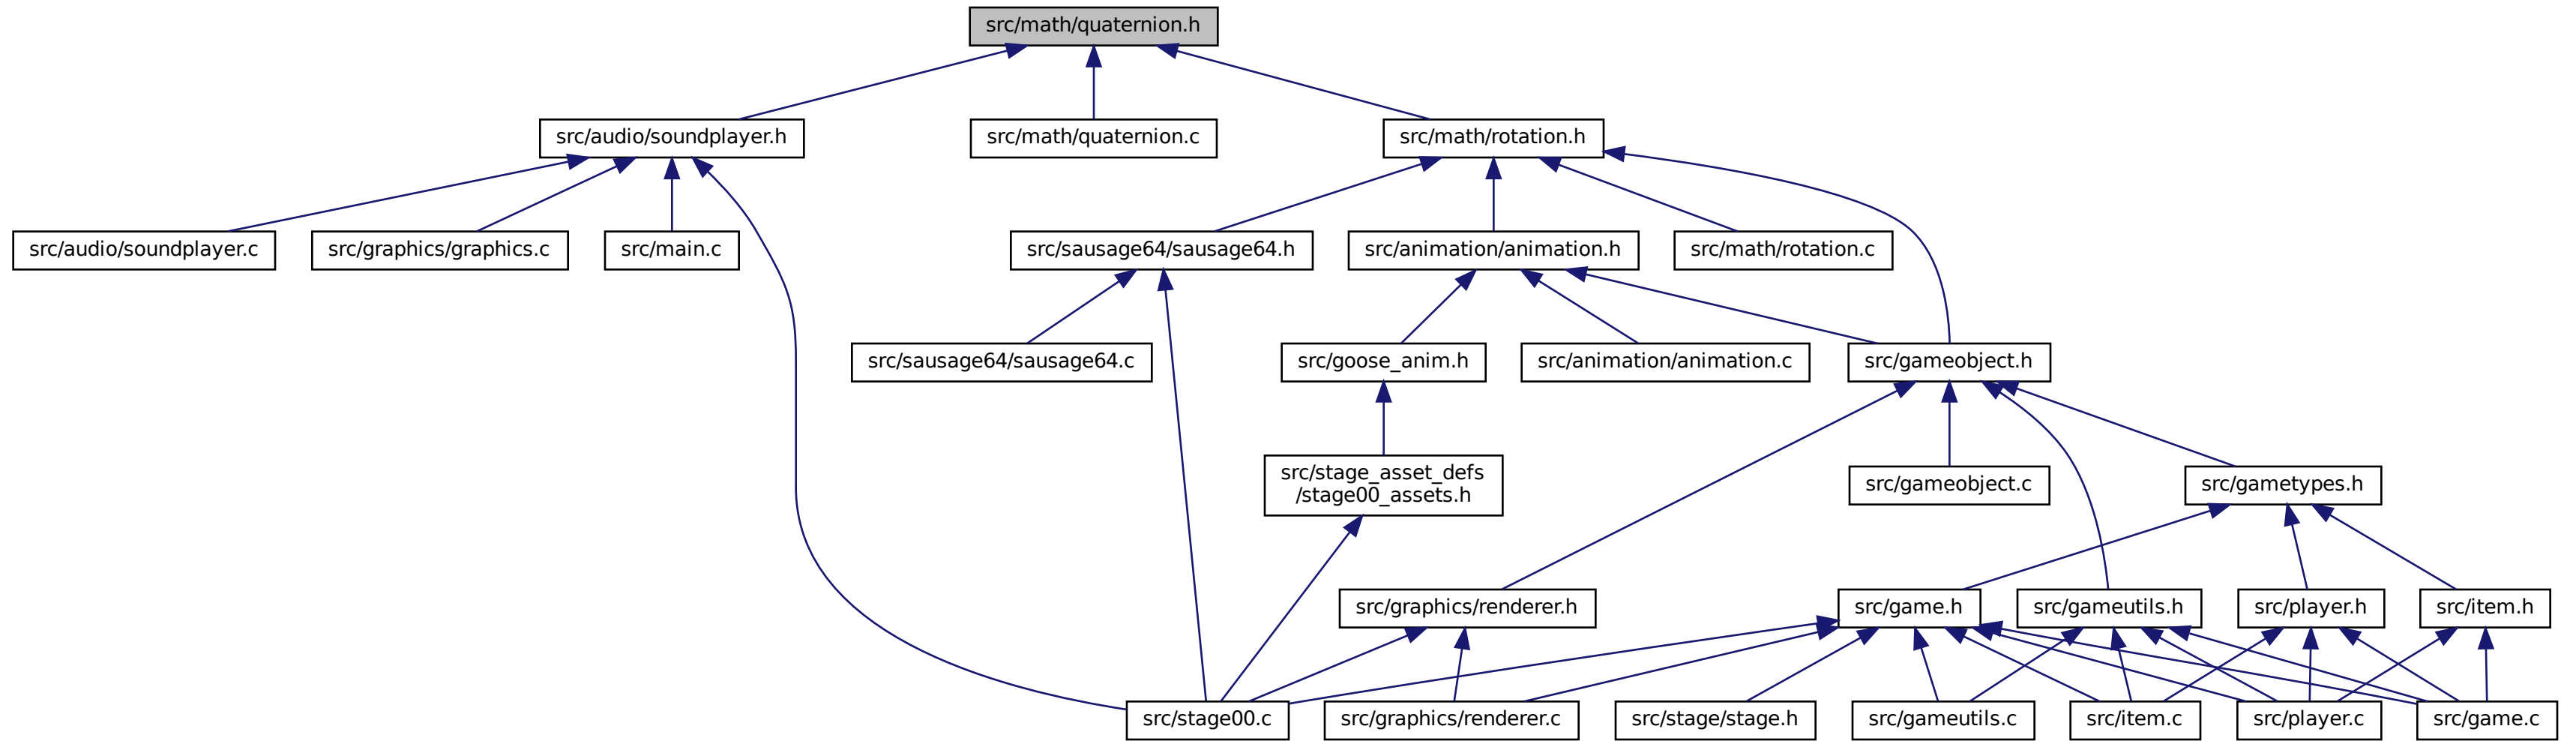 src/math/quaternion.h
src/audio/soundplayer.h
src/math/quaternion.c
src/math/rotation.h
src/audio/soundplayer.c
src/graphics/graphics.c
src/main.c
src/sausage64/sausage64.h
src/animation/animation.h
src/math/rotation.c
src/sausage64/sausage64.c
src/goose_anim.h
src/animation/animation.c
src/gameobject.h
src/stage_asset_defs
/stage00_assets.h
src/gameobject.c
src/gametypes.h
src/graphics/renderer.h
src/game.h
src/gameutils.h
src/player.h
src/item.h
src/stage00.c
src/graphics/renderer.c
src/stage/stage.h
src/gameutils.c
src/item.c
src/player.c
src/game.c